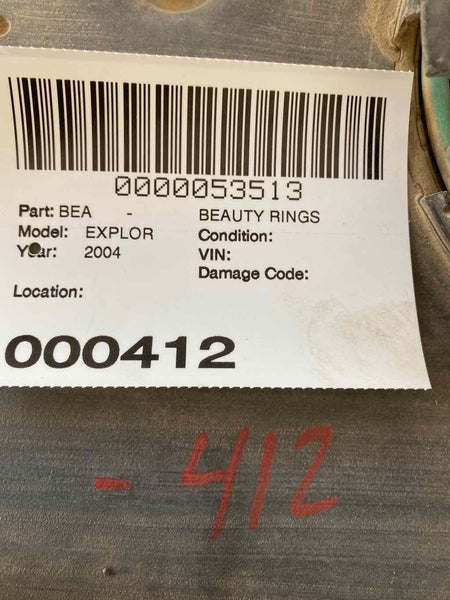 0000053513
Part: BEA - BEAUTY RINGS
Model: EXPLOR Condition:
Year: 2004 VIN:
Damage Code:
Location:
000412
- 412